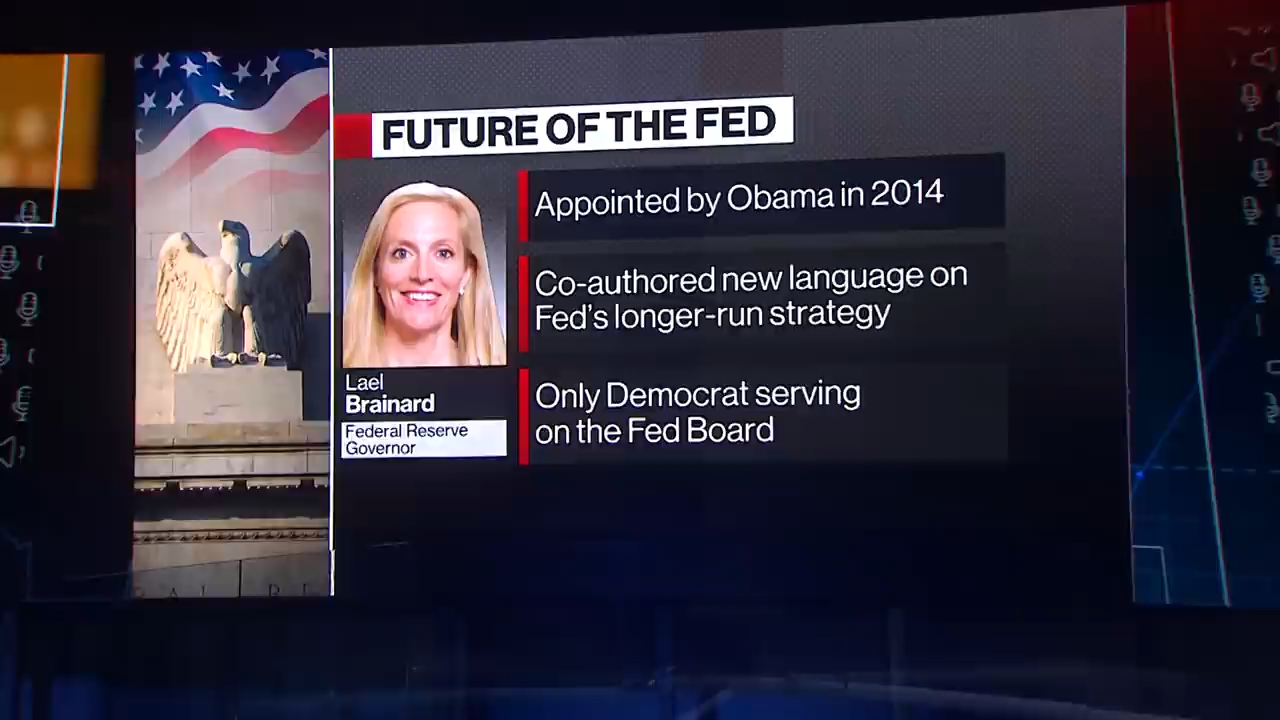 FUTURE OF THE FED
Appointed by Obama in 2014
Co-authored new language on
Fed's longer-run strategy
Only Democrat serving
on the Fed Board
Lael
Brainard
Federal Reserve
Governor